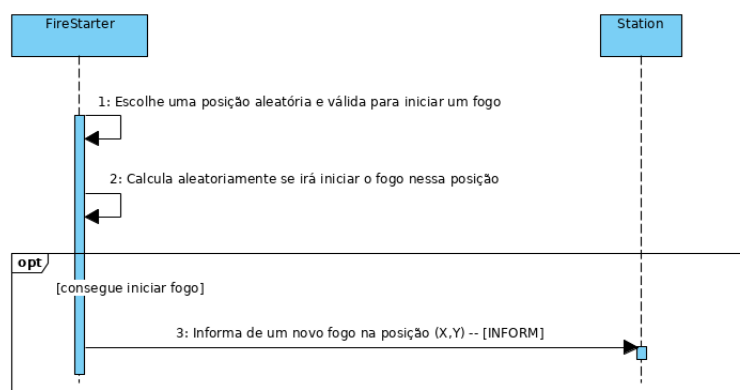 FireStarter
Station
1: Escolhe uma posição aleatória e válida para iniciar um fogo
2: Calcula aleatoriamente se irá iniciar o fogo nessa posição
opt
[consegue iniciar fogo]
3: Informa de um novo fogo na posição (X,Y) -- [INFORM]